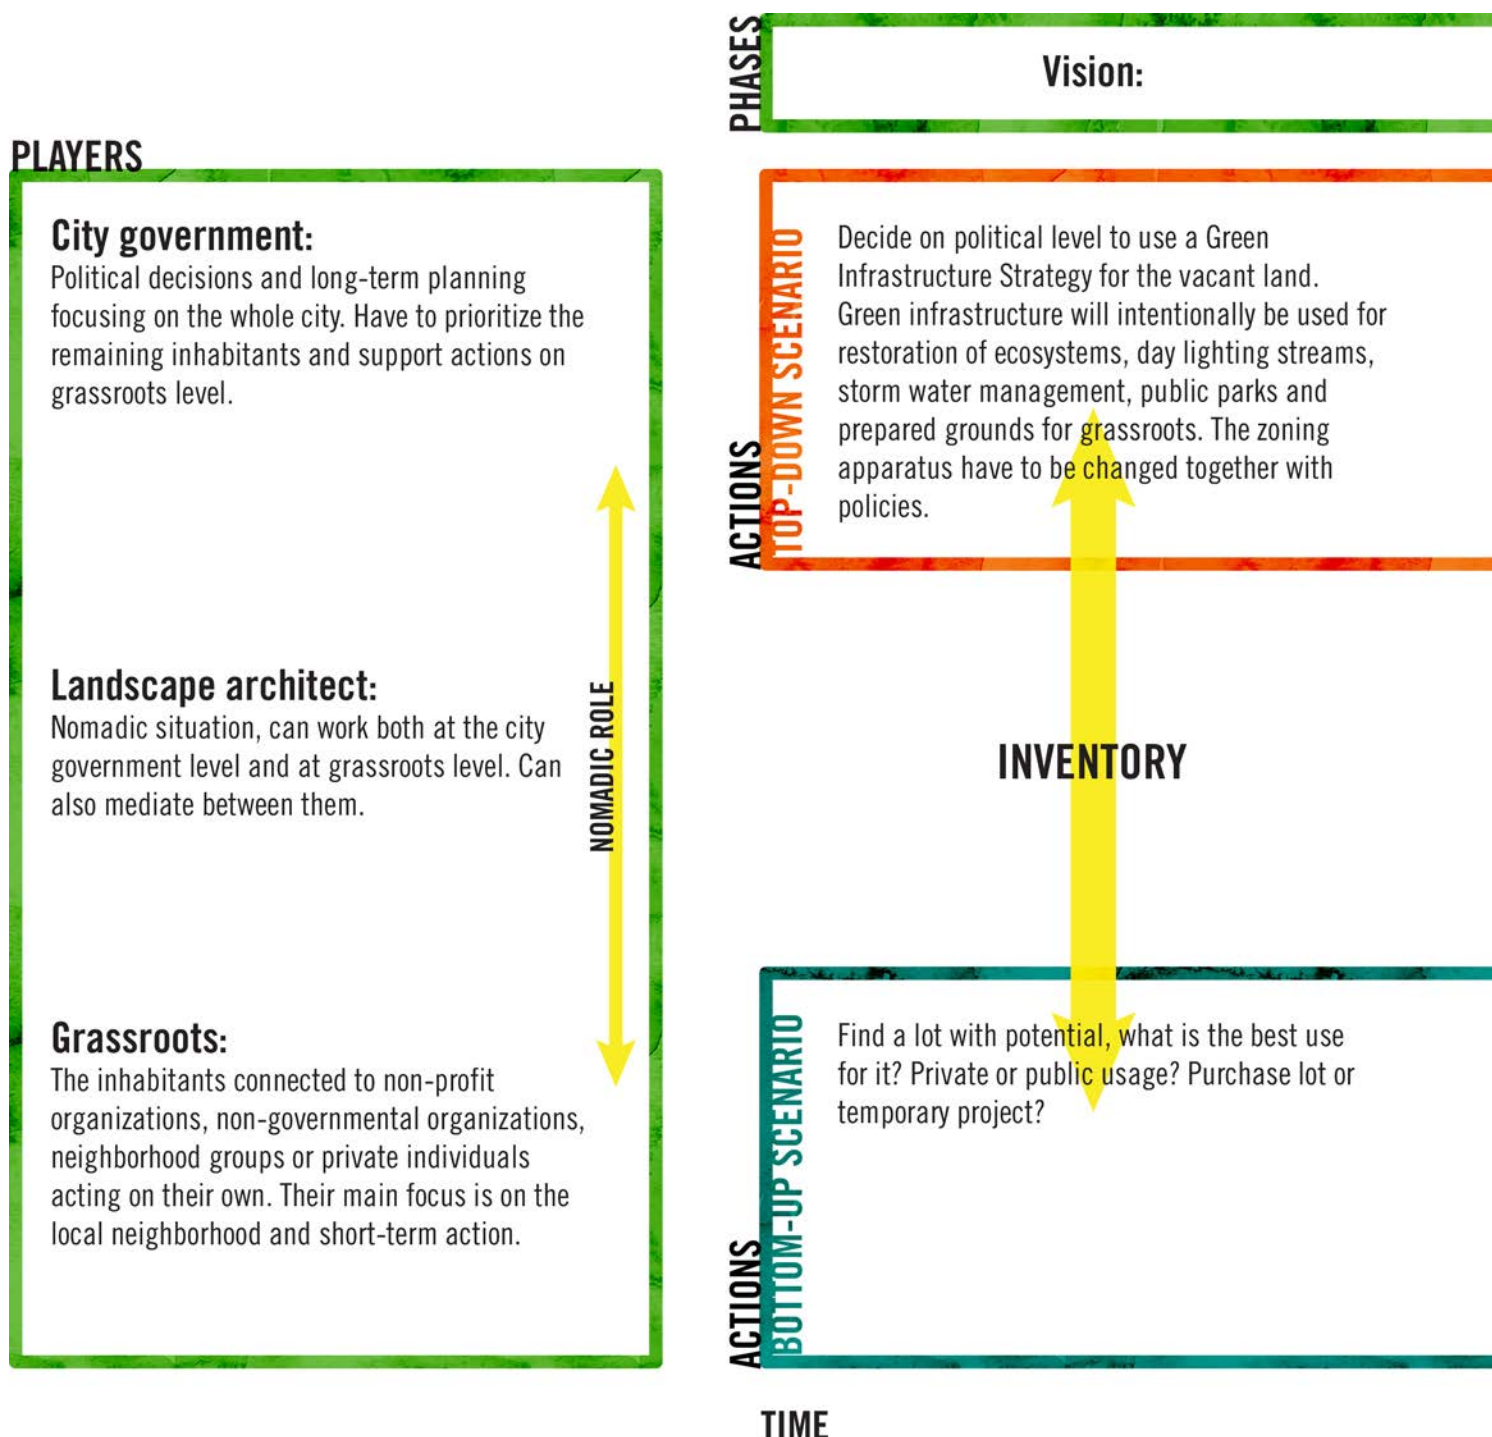 PLAYERS
City government:
Political decisions and long-term planning
focusing on the whole city. Have to prioritize the
remaining inhabitants and support actions on
grassroots level.
Landscape architect:
Nomadic situation, can work both at the city
government level and at grassroots level. Can
also mediate between them.
NOMADIC ROLE
Grassroots:
The inhabitants connected to non-profit
organizations, non-governmental organizations,
neighborhood groups or private individuals
acting on their own. Their main focus is on the
local neighborhood and short-term action.
PHASES
Vision:
ACTIONS
TOP-DOWN SCENARIO
Decide on political level to use a Green
Infrastructure Strategy for the vacant land.
Green infrastructure will intentionally be used for
restoration of ecosystems, day lighting streams,
storm water management, public parks and
prepared grounds for grassroots. The zoning
apparatus have to be changed together with
policies.
INVENTORY
ACTIONS
BOTTOM-UP SCENARIO
Find a lot with potential, what is the best use
for it? Private or public usage? Purchase lot or
temporary project?
TIME